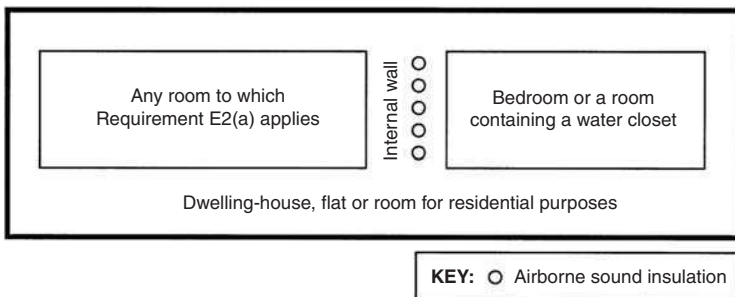 Any room to which
Requirement E2(a) applies
Internal wall
Bedroom or a room
containing a water closet
Dwelling-house, flat or room for residential purposes
KEY: Airborne sound insulation